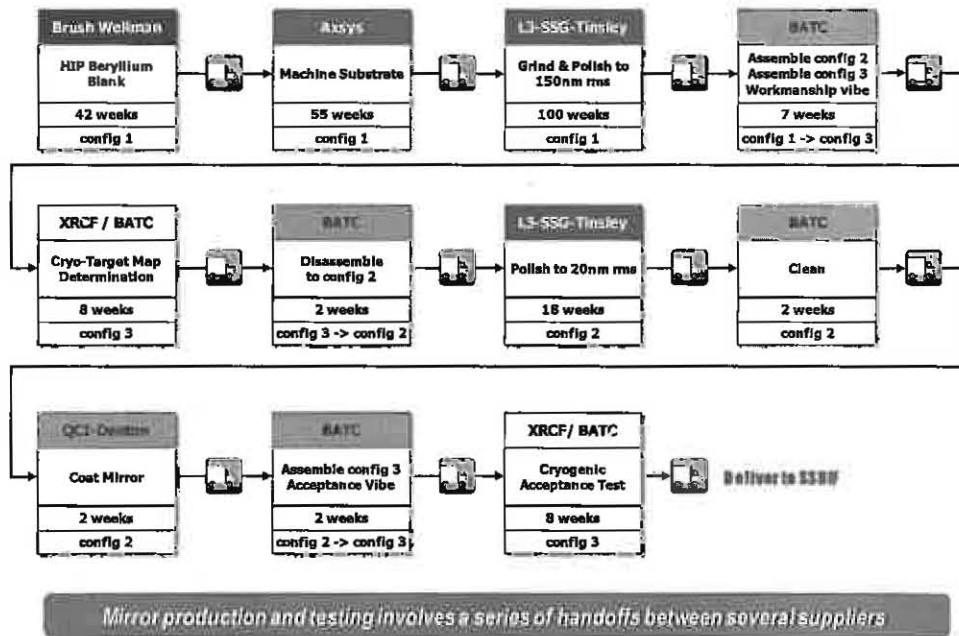 Brush Wellman
HIP Beryllium
Blank
42 weeks
config 1
Axsys
Machine Substrate
55 weeks
config 1
L3-SSG-Tinsley
Grind & Polish to
150nm rms
100 weeks
config 1
BATC
Assemble config 2
Assemble config 3
Workmanship vibe
7 weeks
config 1 -> config 3
XRCF / BATC
Cryo-Target Map
Determination
8 weeks
config 3
BATC
Disassemble
to config 2
2 weeks
config 3 -> config 2
L3-SSG-Tinsley
Polish to 20nm rms
18 weeks
config 2
BATC
Clean
2 weeks
config 2
QCI-Denton
Coat Mirror
2 weeks
config 2
BATC
Assemble config 3
Acceptance Vibe
2 weeks
config 2 -> config 3
XRCF/ BATC
Cryogenic
Acceptance Test
8 weeks
config 3
Deliver to
Mirror production and testing involves a series of handoffs between several suppliers